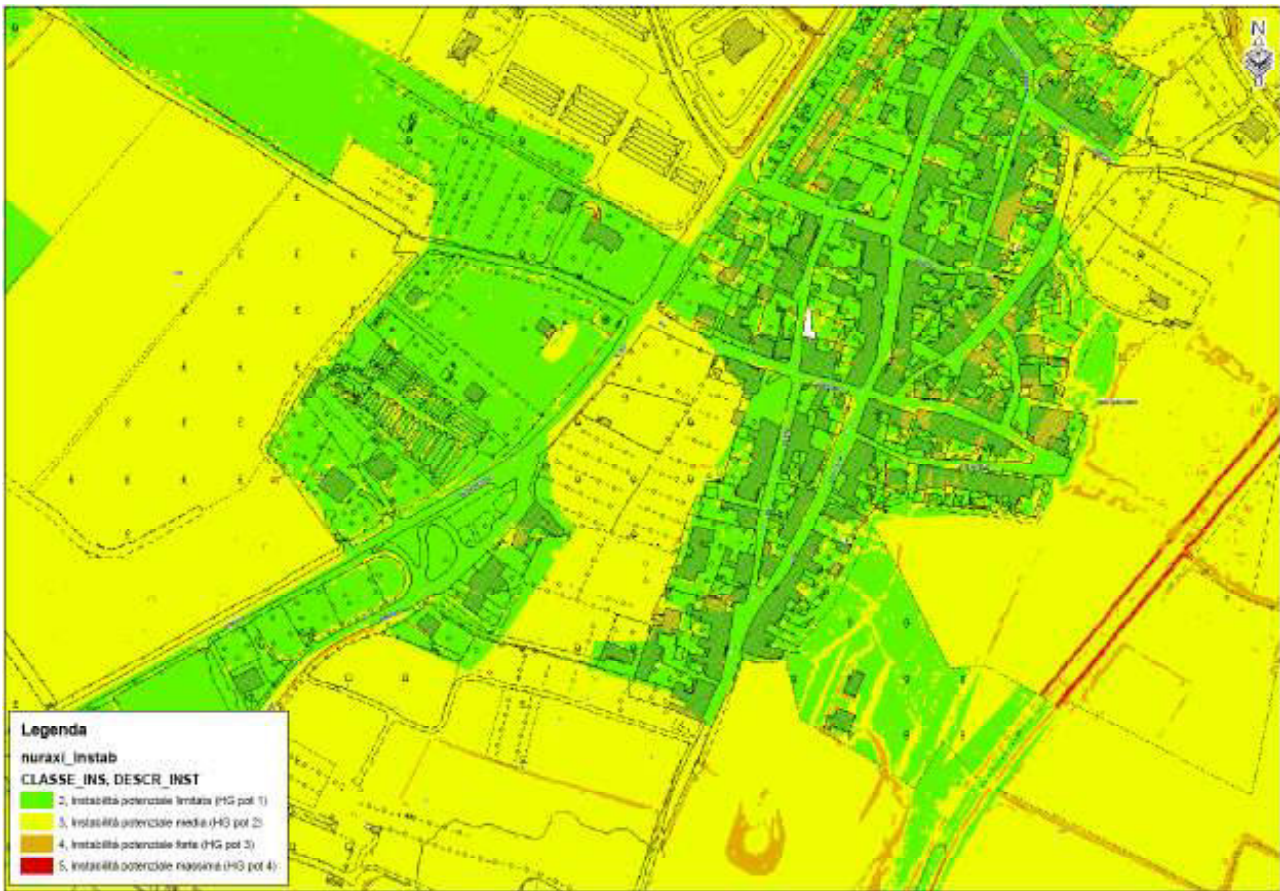 N
Legenda
nuraxi_Instab
CLASSE_INS, DESCR_INST
2, Instabilità potenziale limitata (HG pot 1)
3, Instabilità potenziale media (HG pot 2)
4, Instabilità potenziale forte (HG pot 3)
5, Instabilità potenziale massima (HG pot 4)